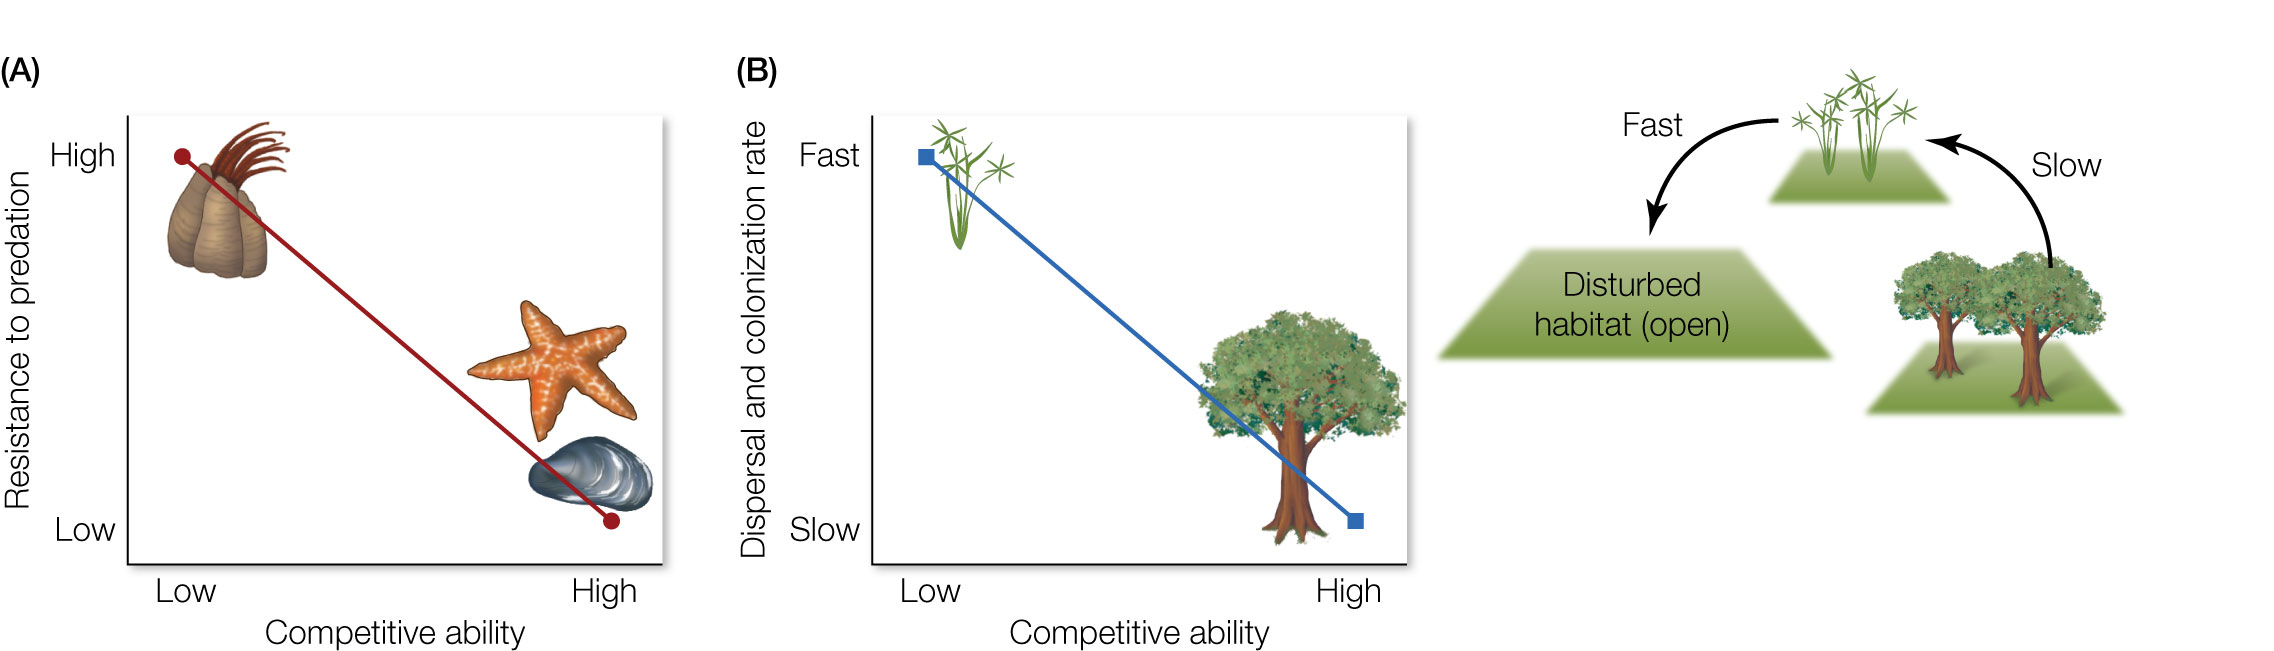 (A)
Resistance to predation
High
Low
Low
High
Competitive ability
(B)
Dispersal and colonization rate
Fast
Slow
Low
High
Competitive ability
Fast
Slow
Disturbed
habitat (open)